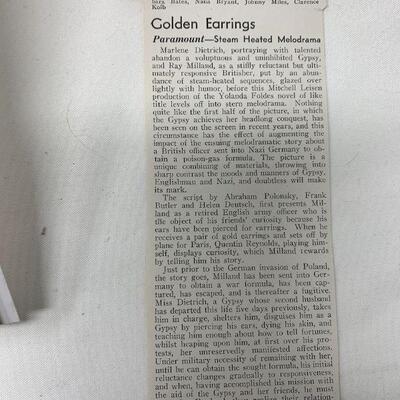 bara Bates, Nana Bryant, Johnny Miles, Clarence
Kolb
Golden Earrings
Paramount—Steam Heated Melodrama
Marlene Dietrich, portraying with talented
abandon a voluptuous and uninhibited Gypsy,
and Ray Milland, as a stiffly reluctant but ul-
timately responsive Britisher, put by an abun-
dance of steam-heated sequences, glazed over
lightly with humor, before this Mitchell Leisen
production of the Yolanda Foldes novel of like
title levels off into stern melodrama. Nothing
quite like the first half of the picture, in which
the Gypsy achieves her headlong conquest, has
been seen on the screen in recent years, and this
circumstance has the effect of augmenting the
impact of the ensuing melodramatic story about
a British officer sent into Nazi Germany to ob-
tain a poison-gas formula. The picture is a
unique combining of materials, throwing into
sharp contrast the moods and manners of Gypsy,
Englishman and Nazi, and doubtless will make
its mark.
The script by Abraham Polonsky, Frank
Butler and Helen Deutsch, first presents Mil-
land as a retired English army officer who is
the object of his friends' curiosity because his
ears have been pierced for earrings. When he
receives a pair of gold earrings and sets off by
plane for Paris, Quentin Reynolds, playing him-
self, displays curiosity, which Milland rewards
by telling him his story.
Just prior to the German invasion of Poland,
the story goes, Milland has been sent into Ger-
many to obtain a war formula, has been cap-
tured, has escaped, and is thereafter a fugitive.
Miss Dietrich, a Gypsy whose second husband
has departed this life five days previously, takes
him in charge, shelters him, disguises him as a
Gypsy by piercing his ears, dying his skin, and
teaching him enough about how to tell fortunes,
whilst heaping upon him, at first over his pro-
tests, her unreservedly manifested affections.
Under military necessity of remaining with her,
until he can obtain the sought formula, his initial
reluctance changes gradually to responsiveness,
and when, having accomplished his mission with
the aid of the Gypsy and her friends, he must